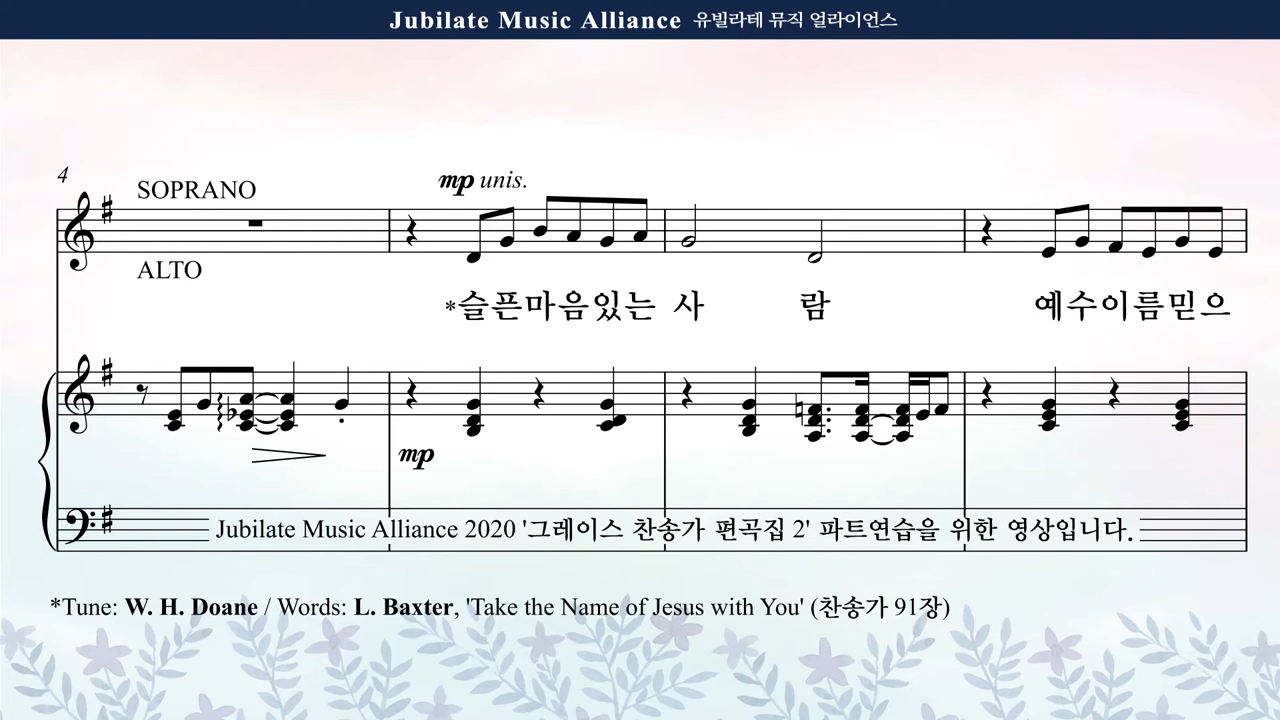 Jubilate Music Alliance 유빌라테 뮤직 얼라이언스
4
SOPRANO
mp unis.
ALTO
*슬픈마음있는 사 람 예수이름믿으
mp
Jubilate Music Alliance 2020 '그레이스 찬송가 편곡집 2' 파트연습을 위한 영상입니다.
*Tune: W. H. Doane / Words: L. Baxter, 'Take the Name of Jesus with You' (찬송가 91장)